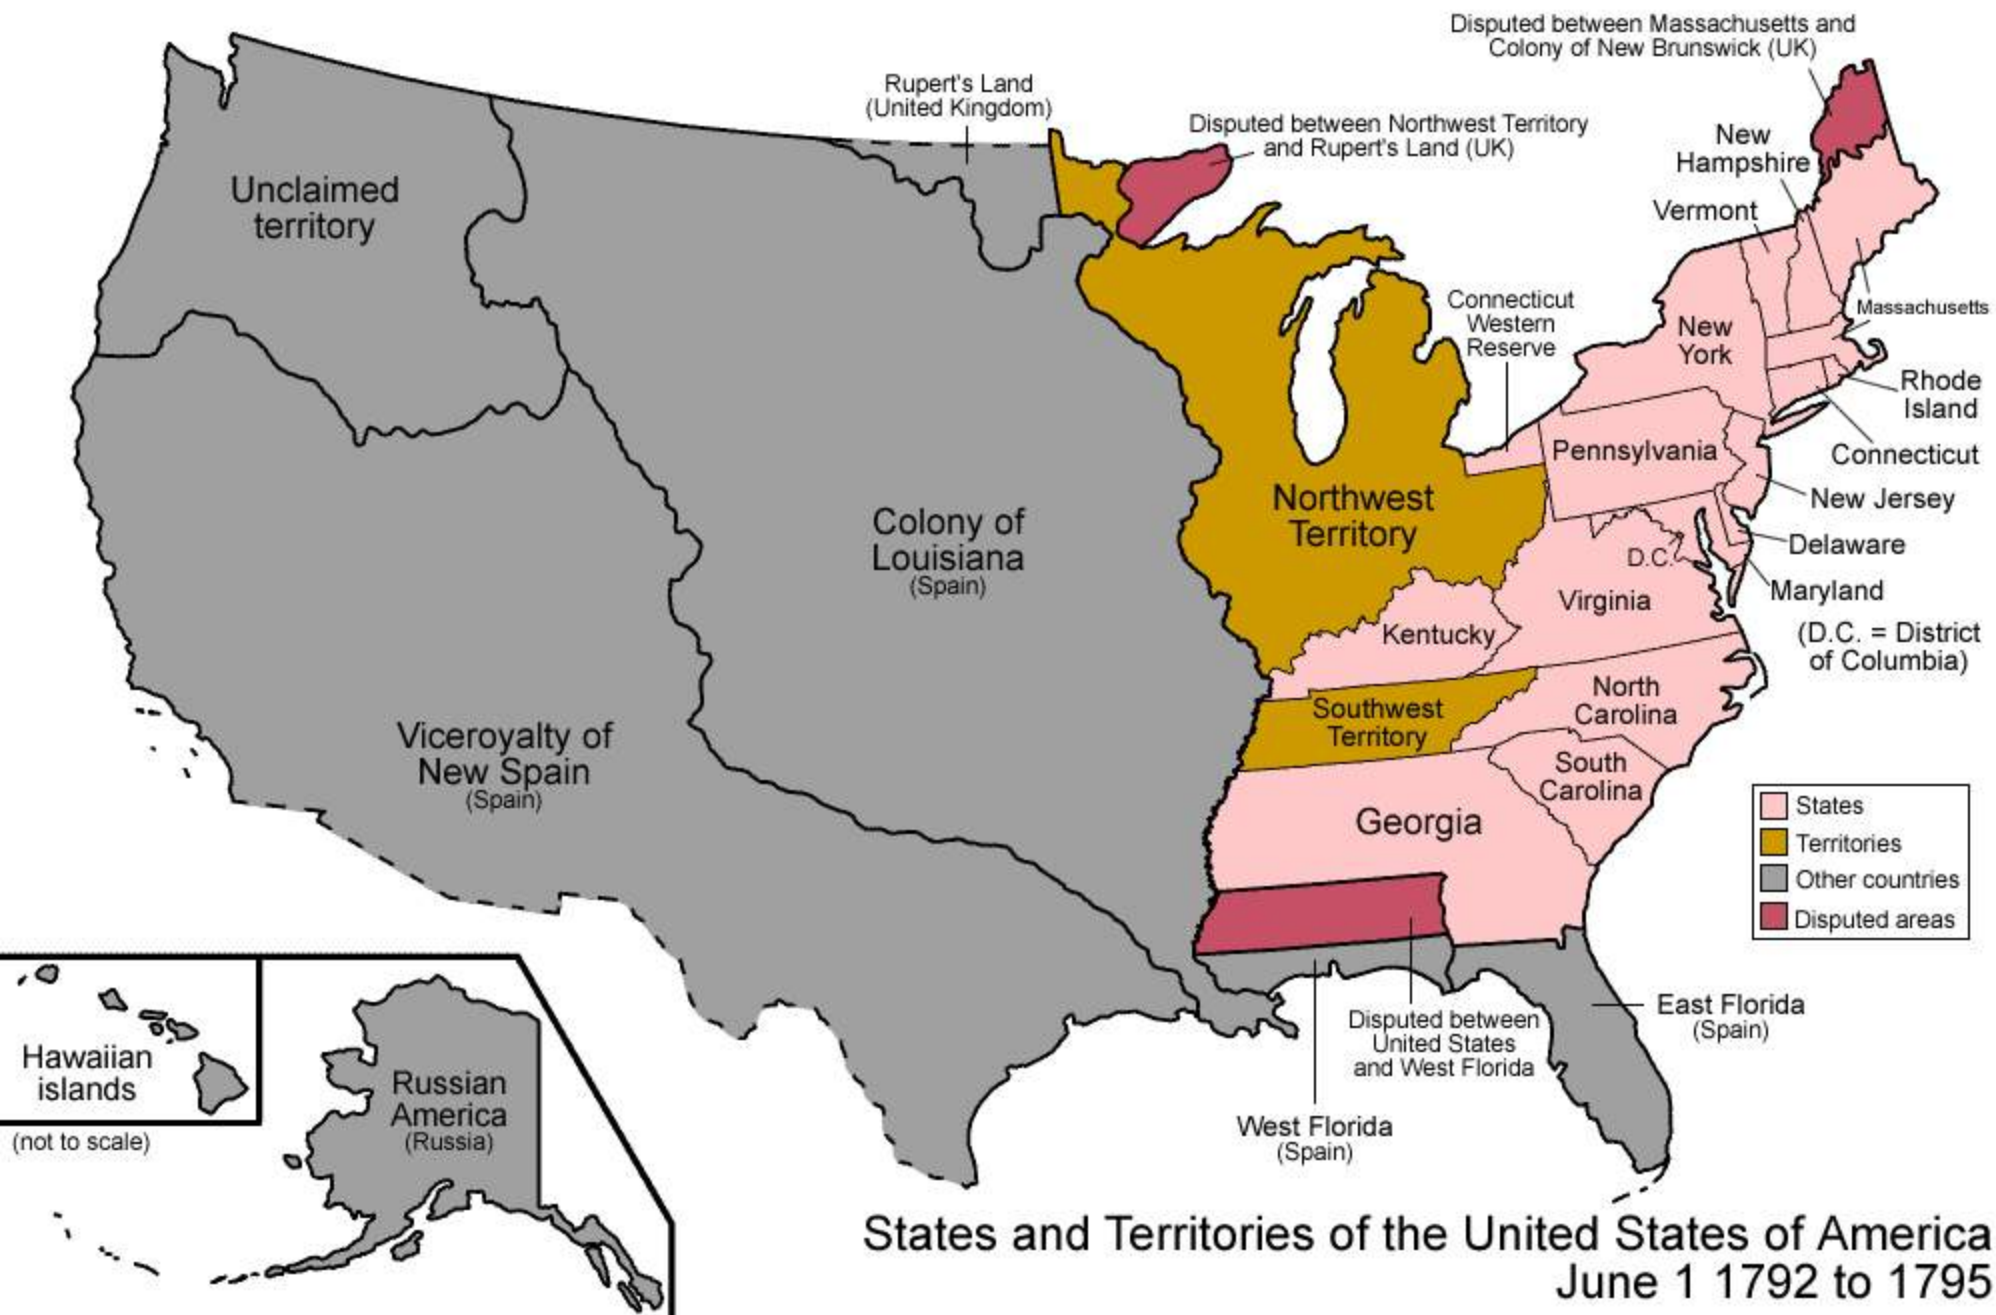 Disputed between Massachusetts and
Colony of New Brunswick (UK)
Rupert's Land
(United Kingdom)
Disputed between Northwest Territory
and Rupert's Land (UK)
New
Hampshire
Vermont
Unclaimed
territory
Connecticut
Western
Reserve
Massachusetts
New
York
Rhode
Island
Pennsylvania
Connecticut
New Jersey
Northwest
Territory
Colony of
Louisiana
(Spain)
D.C.
Delaware
Maryland
Virginia
(D.C. = District
of Columbia)
Kentucky
North
Carolina
Southwest
Territory
Viceroyalty of
New Spain
(Spain)
South
Carolina
Georgia
States
Territories
Other countries
Disputed areas
East Florida
(Spain)
Disputed between
United States
and West Florida
West Florida
(Spain)
Hawaiian
islands
(not to scale)
Russian
America
(Russia)
States and Territories of the United States of America
June 1 1792 to 1795